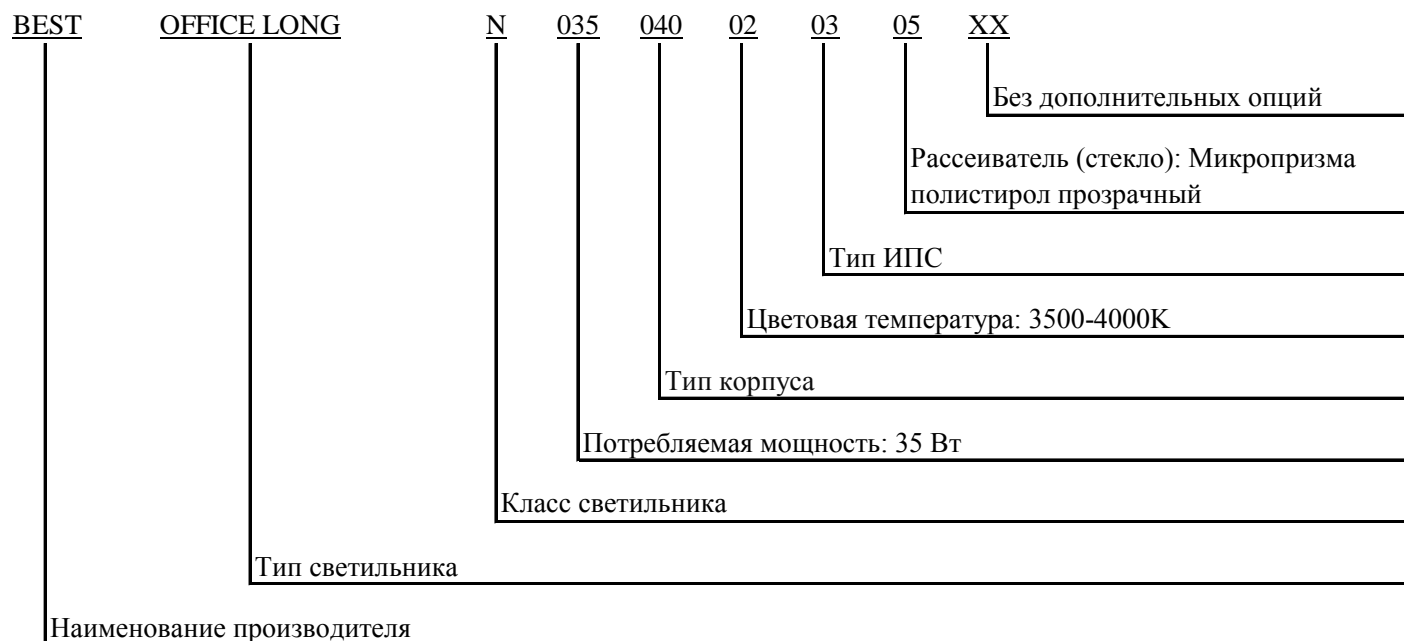 BEST OFFICE LONG N 035 040 02 03 05 XX
Без дополнительных опций
Рассеиватель (стекло): Микропризма
полистирол прозрачный
Тип ИПС
Цветовая температура: 3500-4000K
Тип корпуса
Потребляемая мощность: 35 Вт
Класс светильника
Тип светильника
Наименование производителя